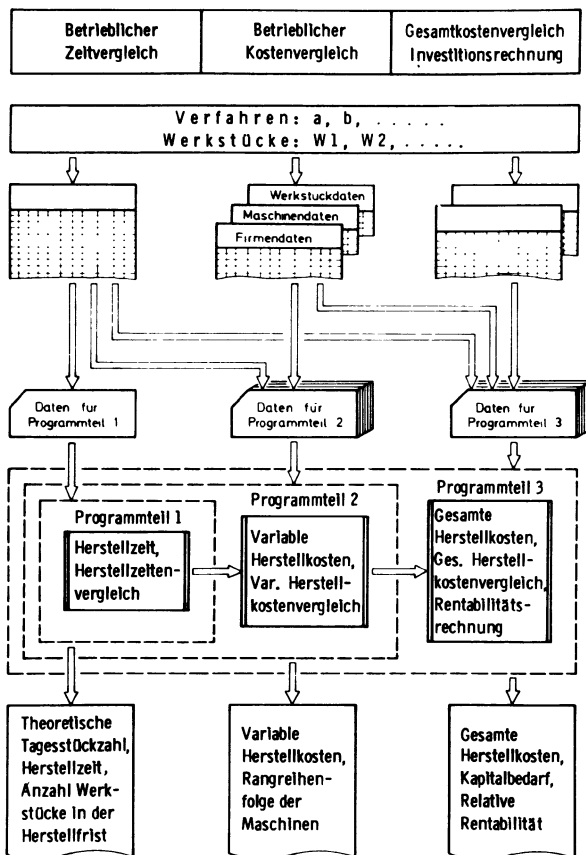 Betrieblicher
Zeitvergleich
Betrieblicher
Kostenvergleich
Gesamtkostenvergleich
Investitionsrechnung
Verfahren: a, b, . . . . .
Werkstücke: W1, W2, . . . . .
Werkstuckdaten
Maschinendaten
Firmendaten
Daten fur
Programmteil 1
Daten für
Programmteil 2
Daten fur
Programmteil 3
Programmteil 1
Herstellzeit,
Herstellzeiten-
vergleich
Programmteil 2
Variable
Herstellkosten,
Var. Herstell-
kostenvergleich
Programmteil 3
Gesamte
Herstellkosten,
Ges. Herstell-
kostenvergleich,
Rentabilitäts-
rechnung
Theoretische
Tagesstückzahl,
Herstellzeit,
Anzahl Werk-
stücke in der
Herstellfrist
Variable
Herstellkosten,
Rangreihen-
folge der
Maschinen
Gesamte
Herstellkosten,
Kapitalbedarf,
Relative
Rentabilität